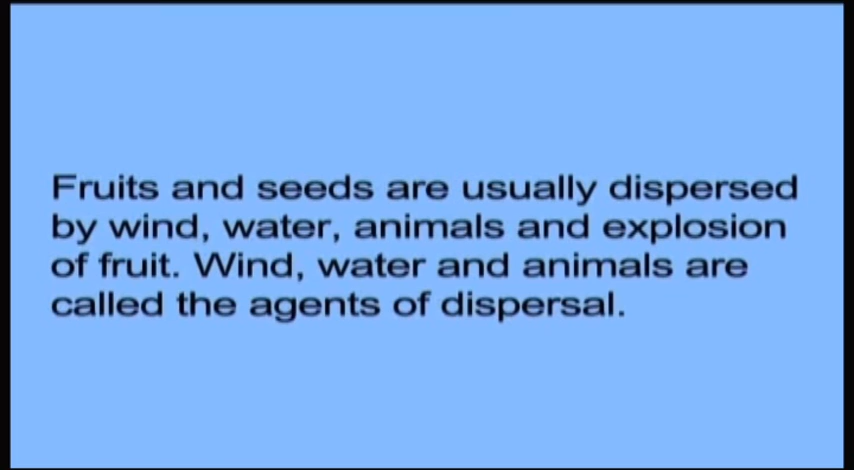 Fruits and seeds are usually dispersed
by wind, water, animals and explosion
of fruit. Wind, water and animals are
called the agents of dispersal.